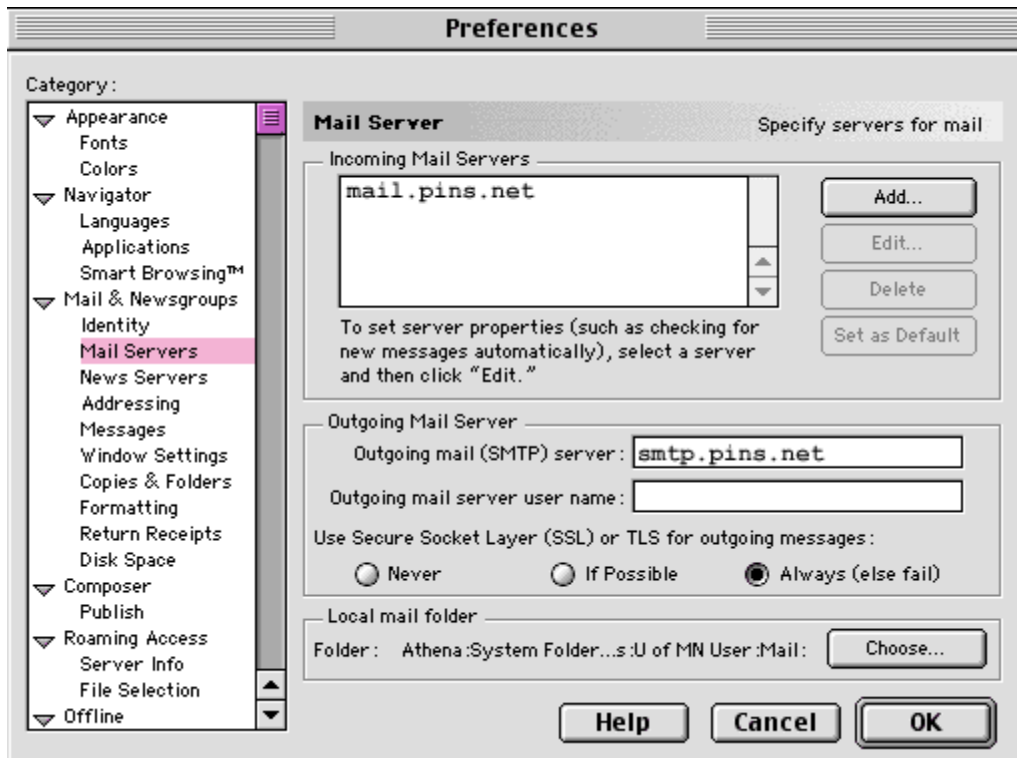 Preferences
Category:
Appearance
Fonts
Colors
Navigator
Languages
Applications
Smart Browsing™
Mail & Newsgroups
Identity
Mail Servers
News Servers
Addressing
Messages
Window Settings
Copies & Folders
Formatting
Return Receipts
Disk Space
Composer
Publish
Roaming Access
Server Info
File Selection
Offline
Mail Server Specify servers for mail
Incoming Mail Servers
mail.pins.net
Add...
Edit...
Delete
Set as Default
To set server properties (such as checking for
new messages automatically), select a server
and then click “Edit.”
Outgoing Mail Server
Outgoing mail (SMTP) server: smtp.pins.net
Outgoing mail server user name:
Use Secure Socket Layer (SSL) or TLS for outgoing messages:
Never If Possible Always (else fail)
Local mail folder
Folder: Athena:System Folder...s:U of MN User:Mail: Choose...
Help Cancel OK